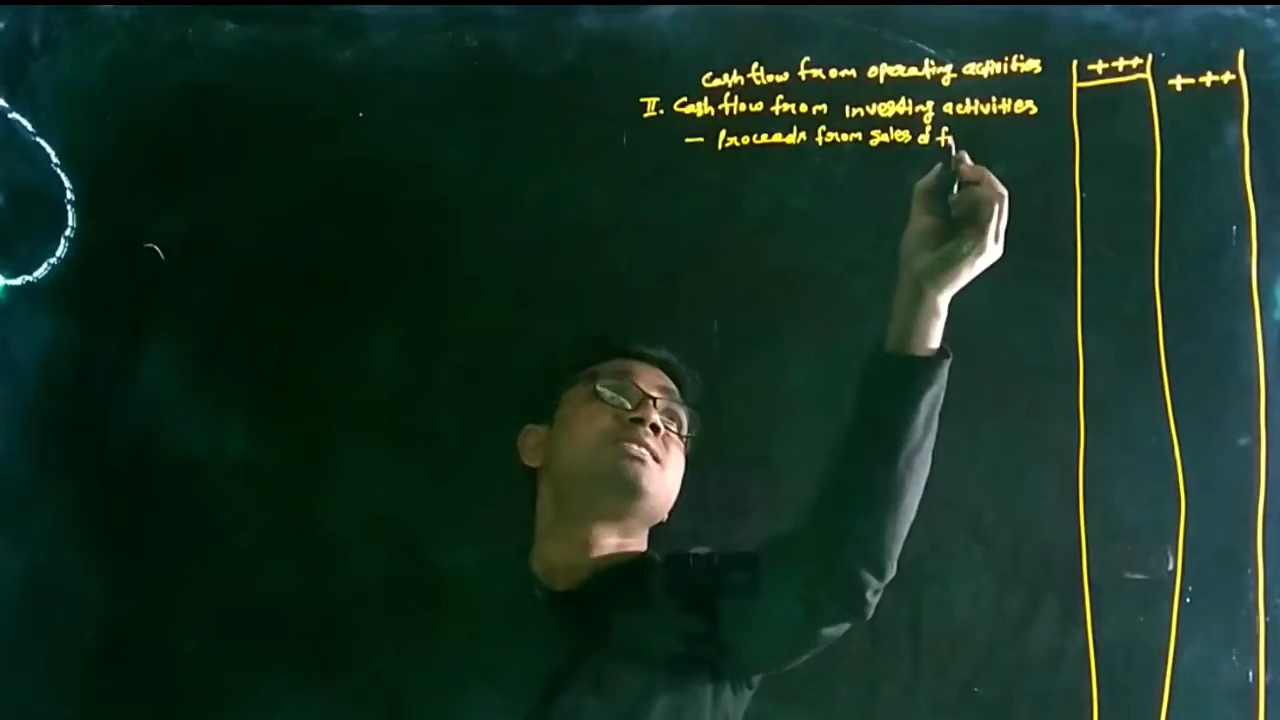 Cash flow from operating activities +++ +++
II. Cash flow from investing activities
— Proceeds from sales of f